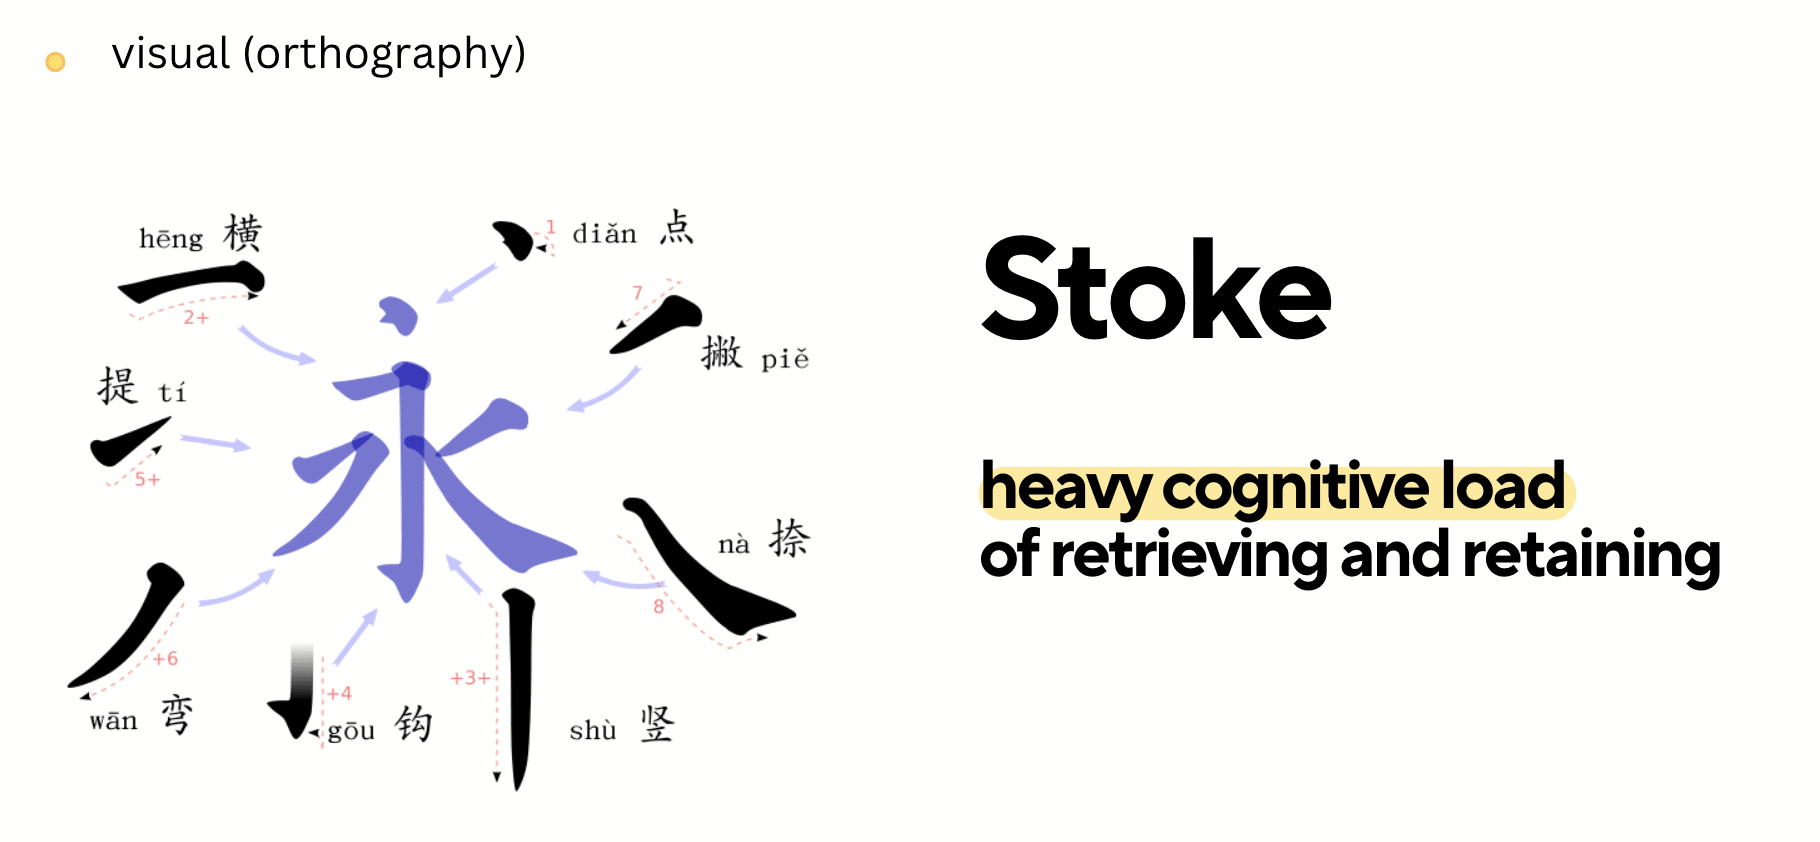 visual (orthography)
hēng 横
2+
1
diǎn 点
7
撇 piě
提 tí
5+
永
nà 捺
8
+6
wān 弯
+4
gōu 钩
+3+
shù 竖
Stoke
heavy cognitive load
of retrieving and retaining